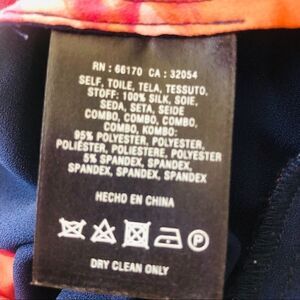 RN : 66170 CA : 32054
SELF, TOILE, TELA, TESSUTO,
STOFF: 100% SILK, SOIE,
SEDA, SETA, SEIDE
COMBO, COMBO, COMBO,
COMBO, KOMBO:
95% POLYESTER, POLYESTER,
POLIÉSTER, POLIESTERE, POLYESTER
5% SPANDEX, SPANDEX,
SPANDEX, SPANDEX, SPANDEX
HECHO EN CHINA
P
DRY CLEAN ONLY